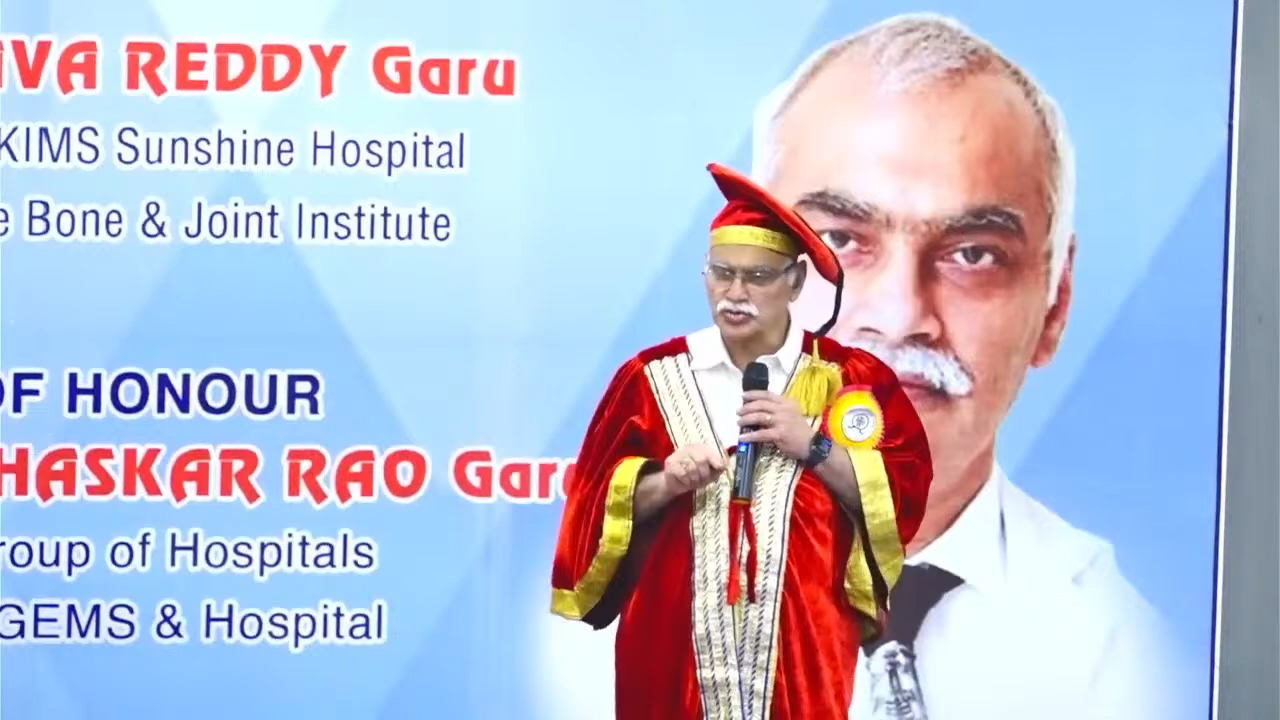 IVA REDDY Garu
KIMS Sunshine Hospital
e Bone & Joint Institute
OF HONOUR
HASKAR RAO Garu
roup of Hospitals
GEMS & Hospital